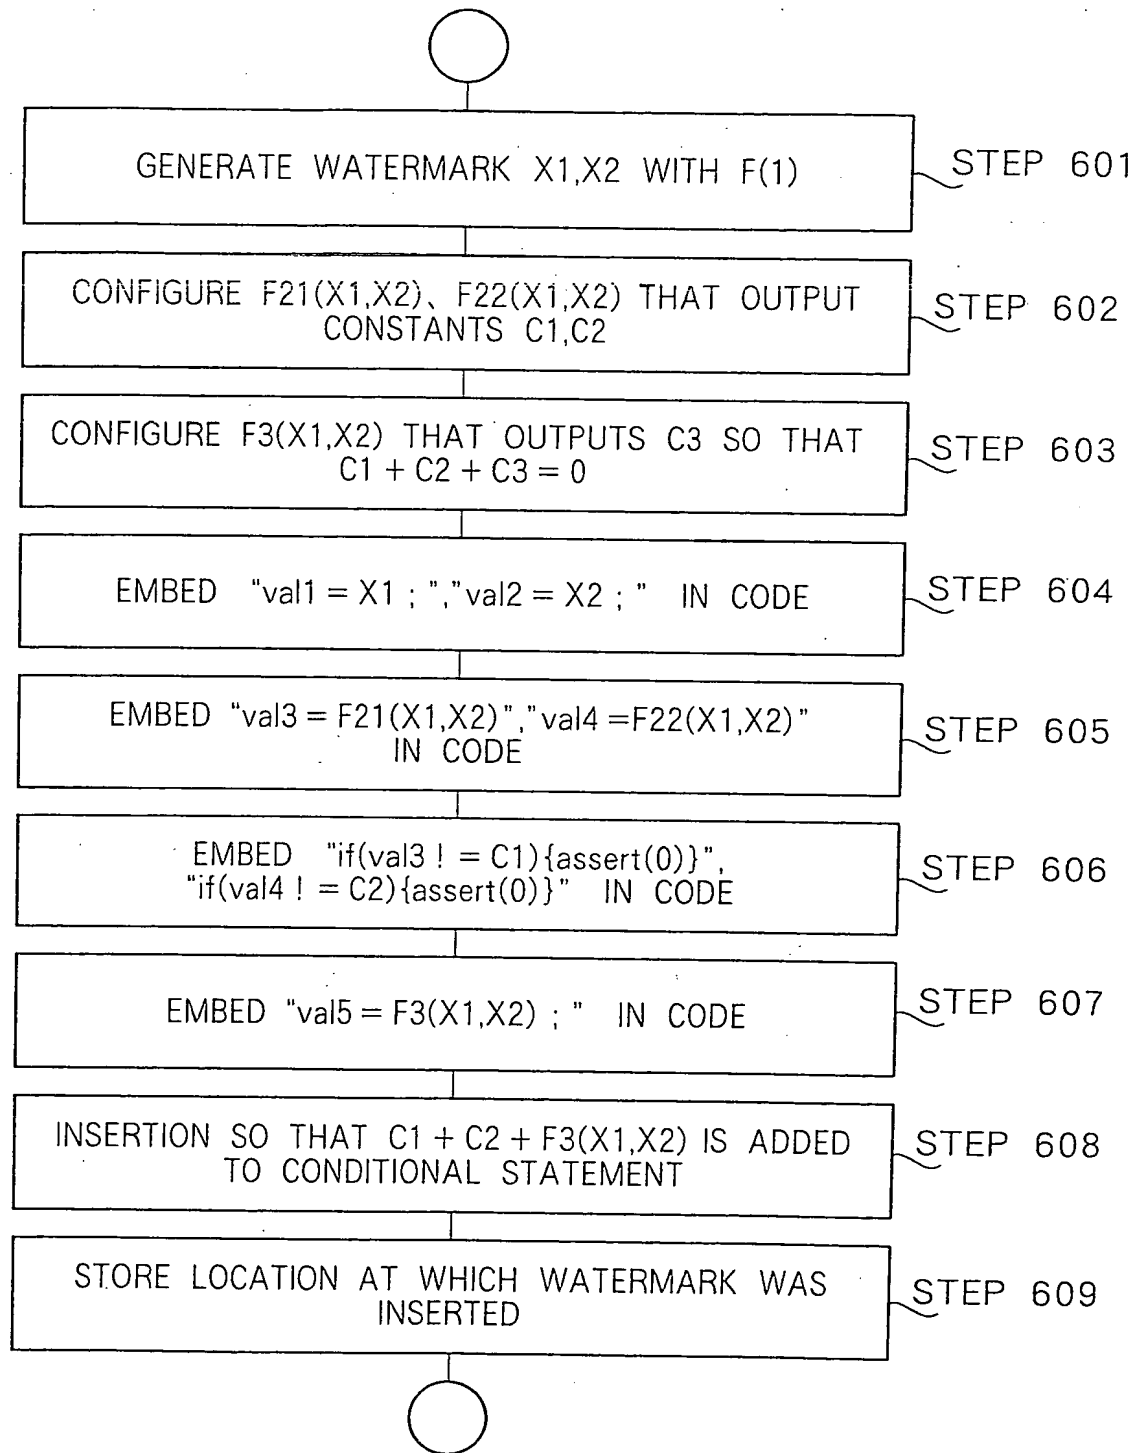 GENERATE WATERMARK X1,X2 WITH F(1)
STEP 601
CONFIGURE F21(X1,X2)、F22(X1,X2) THAT OUTPUT
CONSTANTS C1,C2
STEP 602
CONFIGURE F3(X1,X2) THAT OUTPUTS C3 SO THAT
C1 + C2 + C3 = 0
STEP 603
EMBED "val1 = X1 ; ","val2 = X2 ; " IN CODE
STEP 604
EMBED "val3 = F21(X1,X2)","val4 =F22(X1,X2)"
IN CODE
STEP 605
EMBED "if(val3 ! = C1){assert(0)}",
"if(val4 ! = C2){assert(0)}" IN CODE
STEP 606
EMBED "val5 = F3(X1,X2) ; " IN CODE
STEP 607
INSERTION SO THAT C1 + C2 + F3(X1,X2) IS ADDED
TO CONDITIONAL STATEMENT
STEP 608
STORE LOCATION AT WHICH WATERMARK WAS
INSERTED
STEP 609